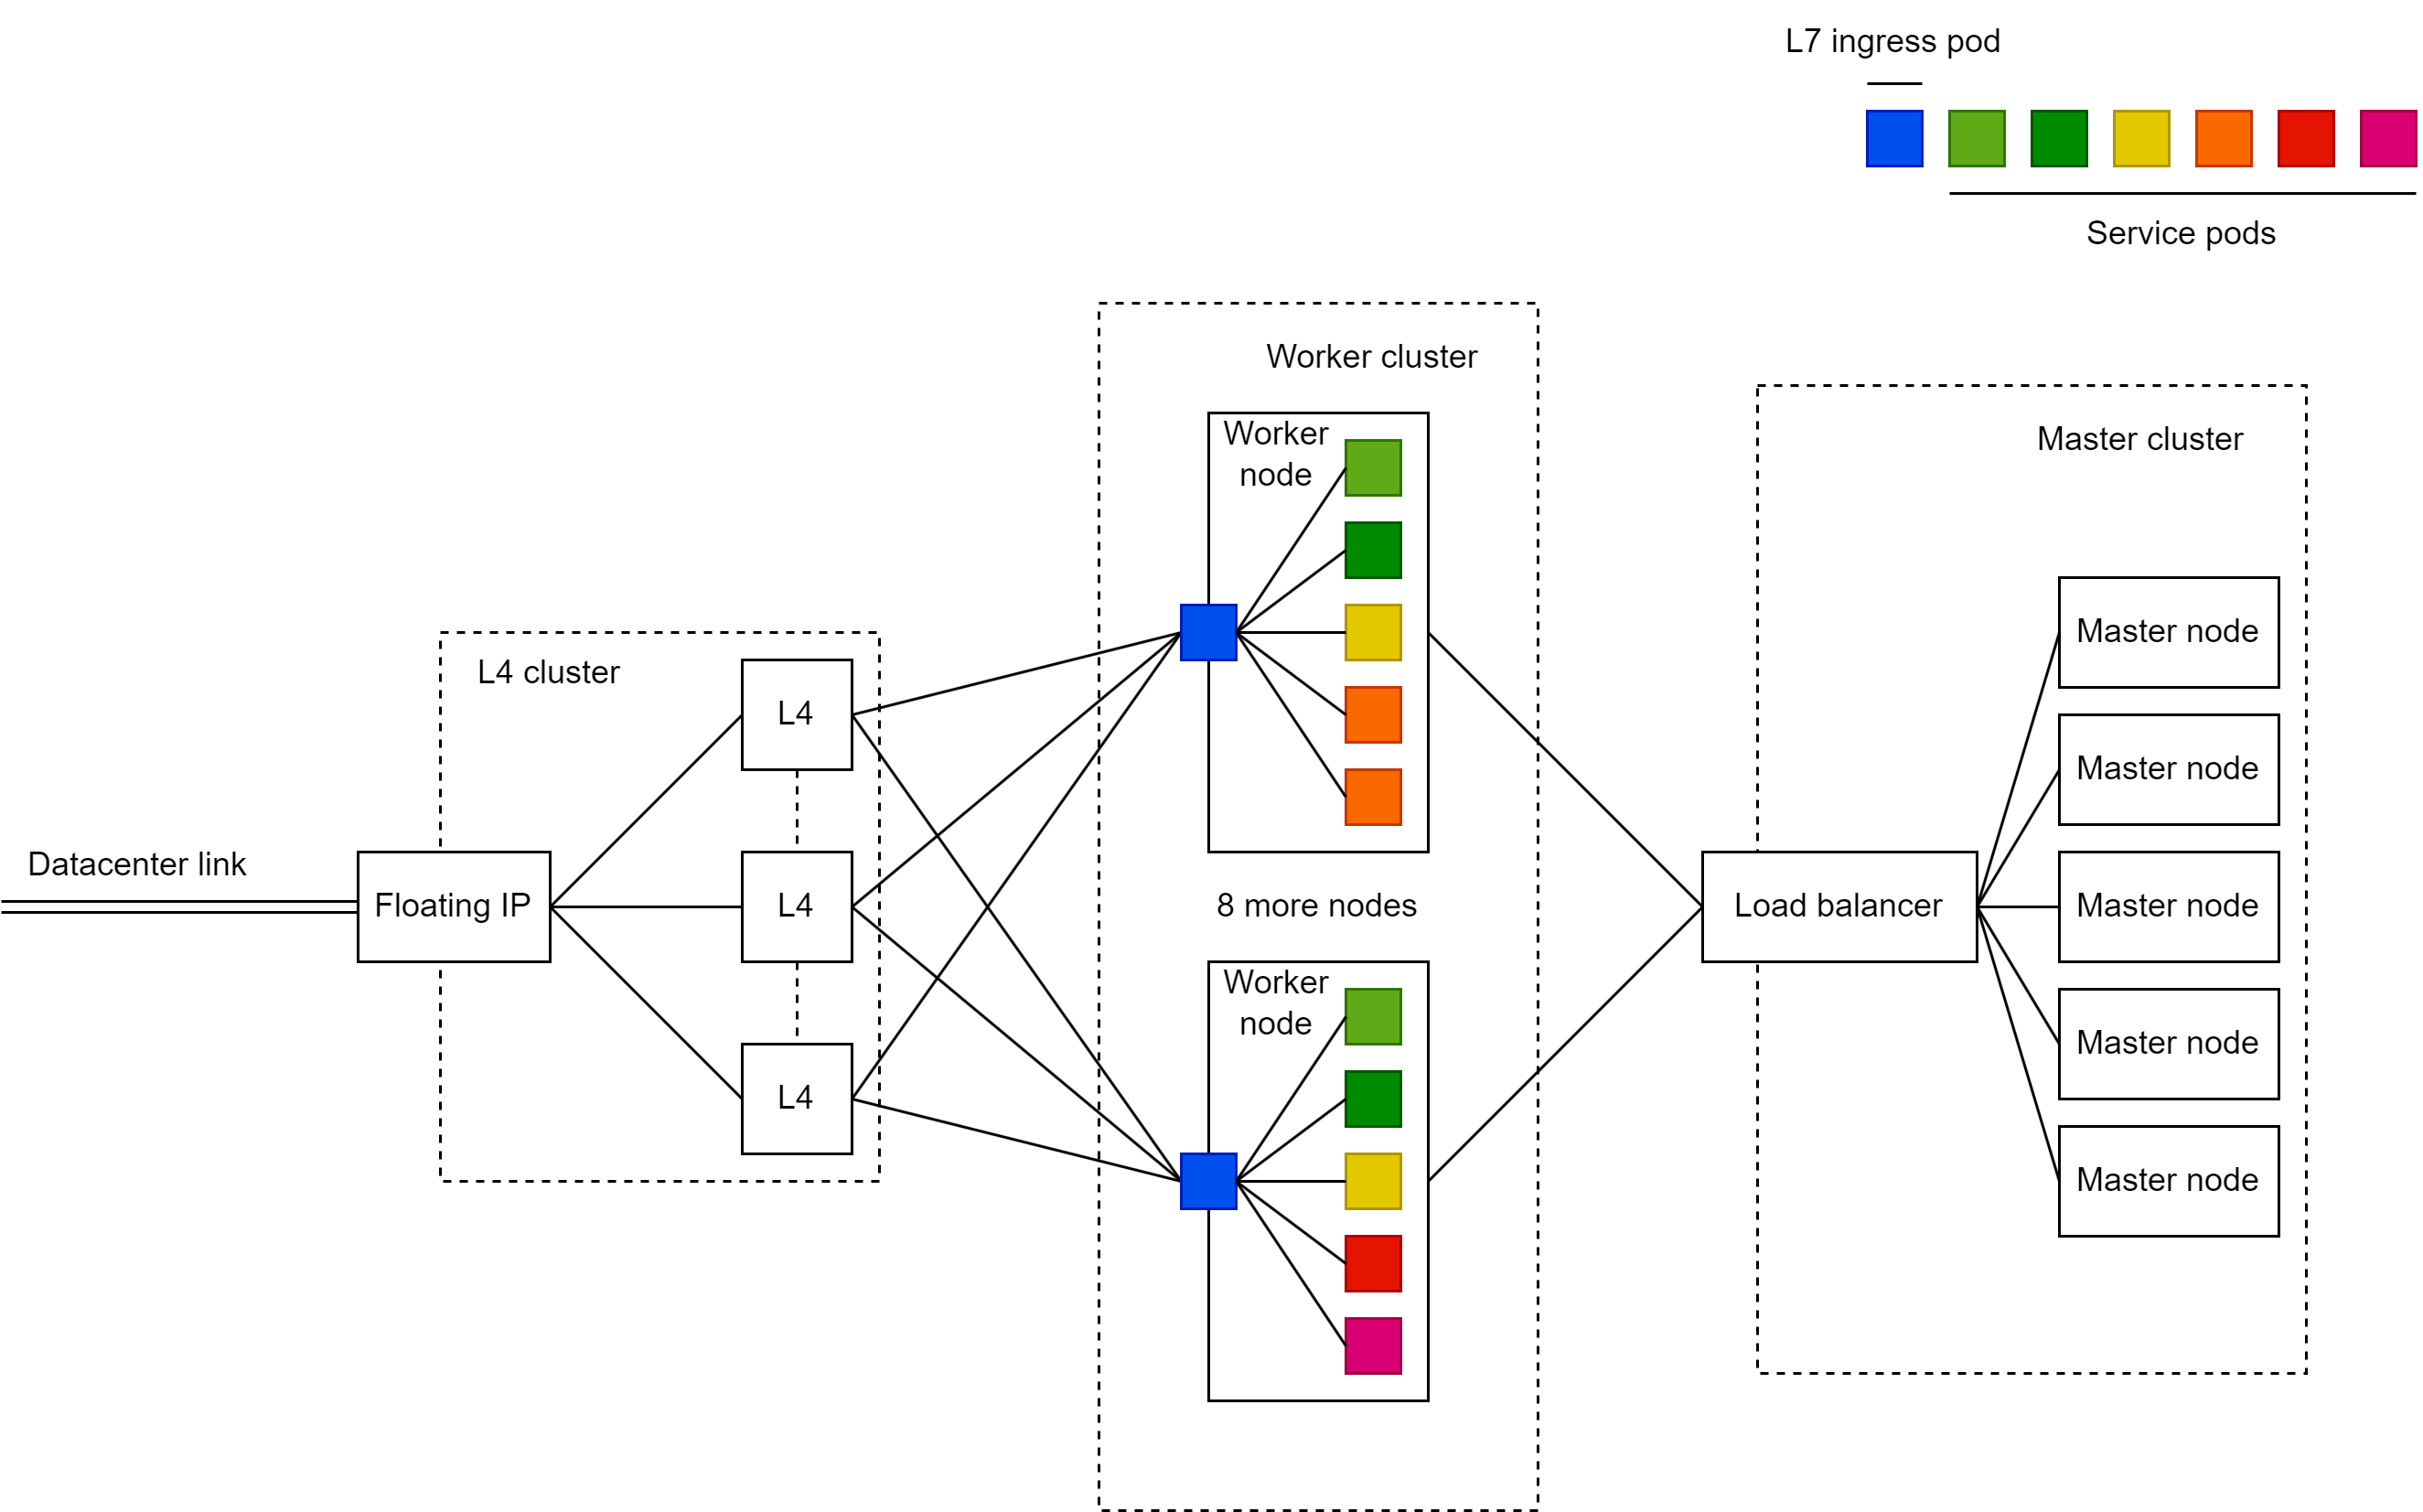 L7 ingress pod
Service pods
Worker cluster
Worker
node
Master cluster
Master node
L4 cluster
L4
Master node
Datacenter link
Floating IP
L4
8 more nodes
Load balancer
Master node
Worker
node
Master node
L4
Master node